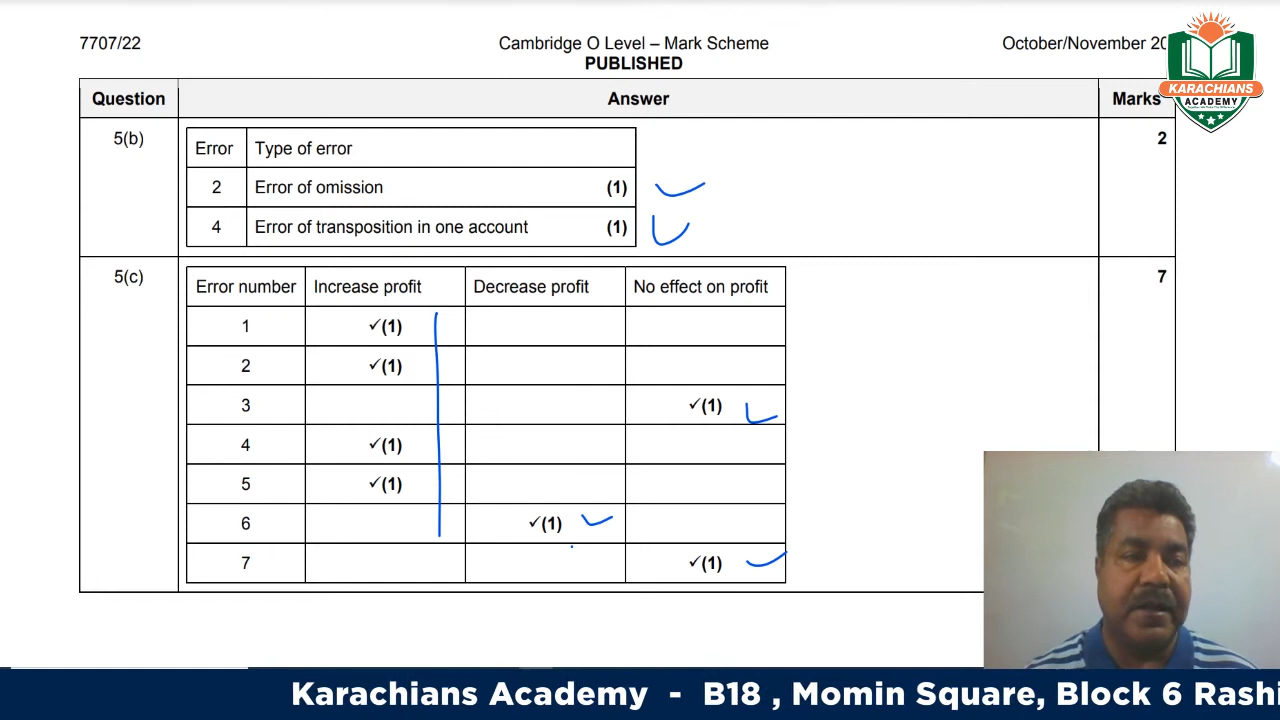 7707/22 Cambridge O Level – Mark Scheme October/November 20
PUBLISHED
KARACHIANS
ACADEMY
Question Answer Marks
5(b) 2
Error Type of error
2 Error of omission (1)
4 Error of transposition in one account (1)
5(c) 7
Error number Increase profit Decrease profit No effect on profit
1 ✓(1)
2 ✓(1)
3 ✓(1)
4 ✓(1)
5 ✓(1)
6 ✓(1)
7 ✓(1)
Karachians Academy - B18 , Momin Square, Block 6 Rashi